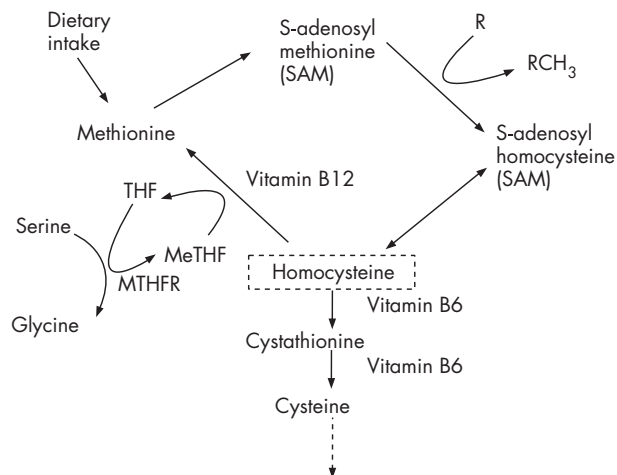 Dietary
intake
S-adenosyl
methionine
(SAM)
R
RCH₃
Methionine
S-adenosyl
homocysteine
(SAM)
Vitamin B12
THF
Serine
MeTHF
MTHFR
Homocysteine
Glycine
Vitamin B6
Cystathionine
Vitamin B6
Cysteine